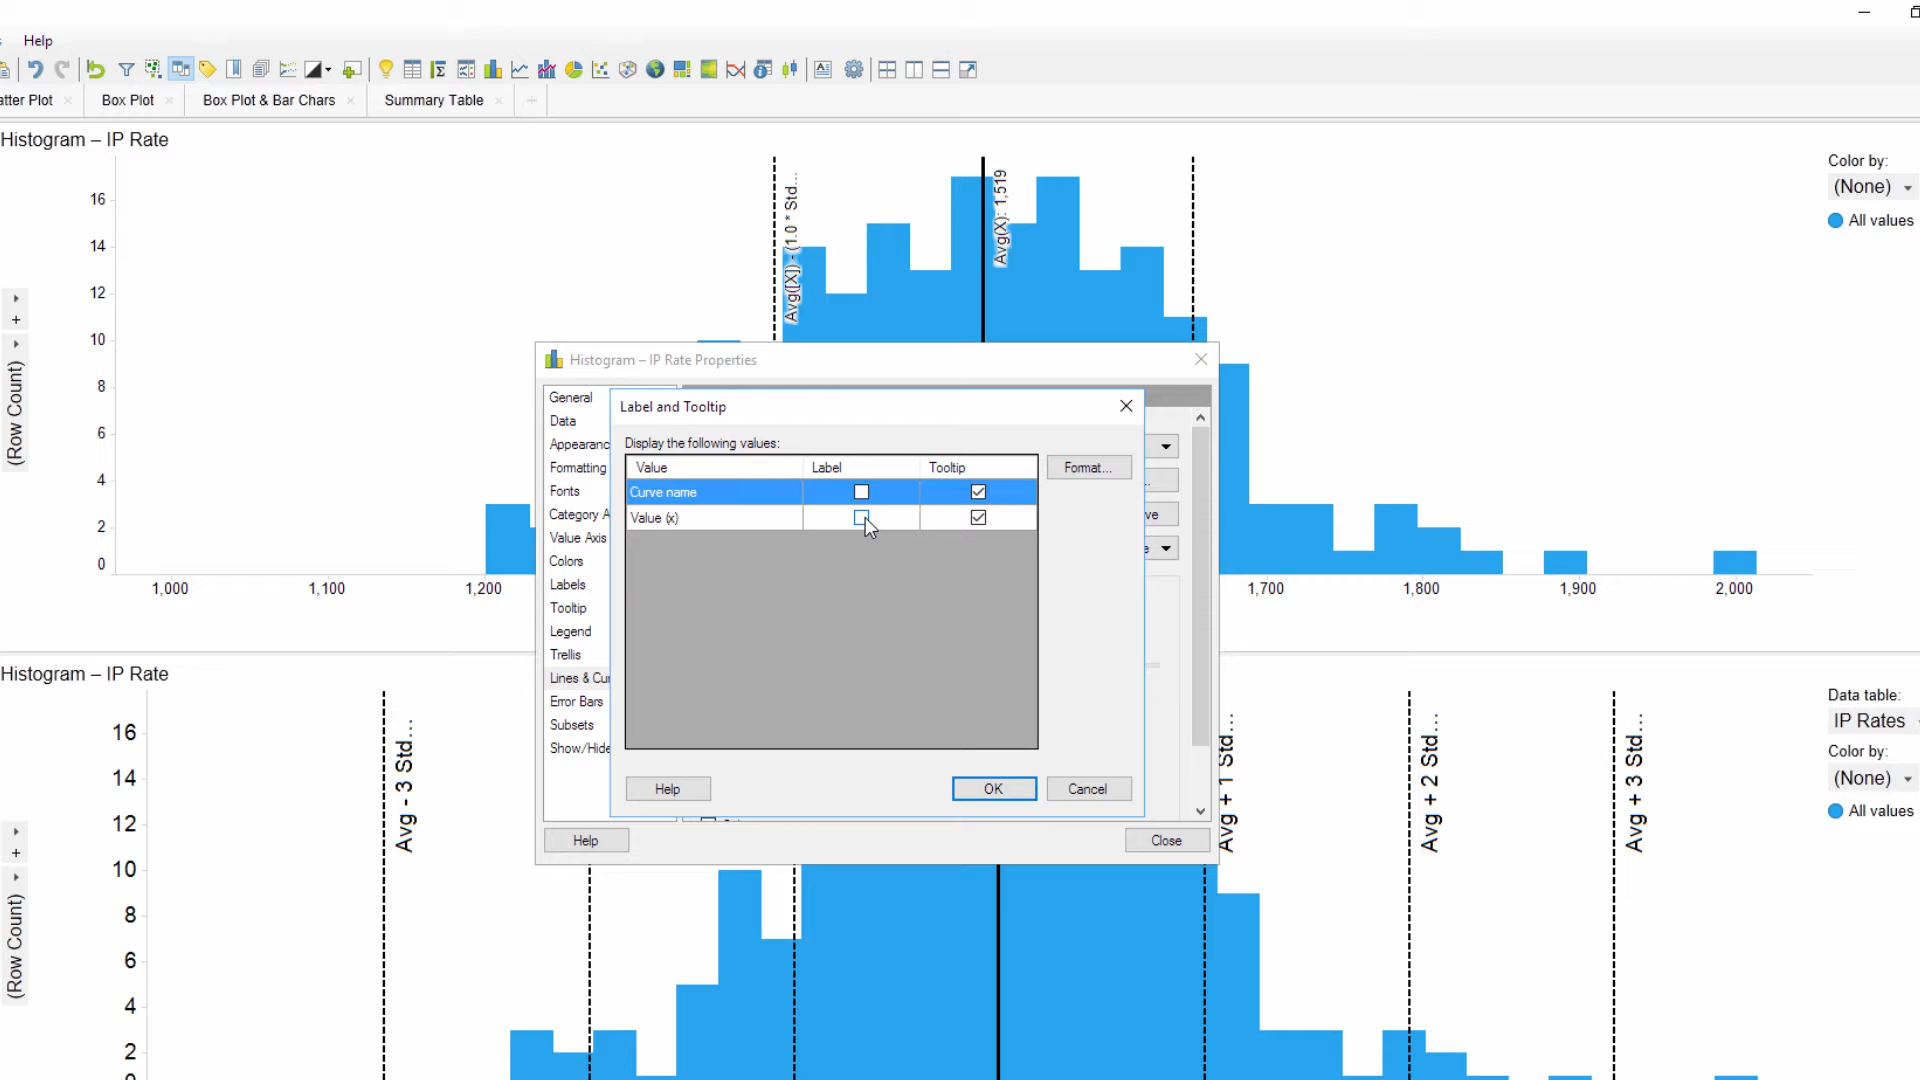 Help
atter Plot
Box Plot
Box Plot & Bar Chars
Summary Table
Histogram – IP Rate
16
14
12
10
8
6
4
2
0
(Row Count)
1,000
1,100
1,200
1,700
1,800
1,900
2,000
Avg([X]) - (1.0 * Std...
Avg(X): 1,519
Color by:
(None)
All values
Histogram – IP Rate Properties
General
Data
Appearanc
Formatting
Fonts
Category A
Value Axis
Colors
Labels
Tooltip
Legend
Trellis
Lines & Cur
Error Bars
Subsets
Show/Hide
Help
Close
ve
e
Label and Tooltip
Display the following values:
Value
Label
Tooltip
Curve name
Value (x)
Format...
Help
OK
Cancel
Histogram – IP Rate
16
14
12
10
8
6
4
2
0
(Row Count)
Avg - 3 Std...
Avg + 1 Std...
Avg + 2 Std...
Avg + 3 Std...
Data table:
IP Rates
Color by:
(None)
All values